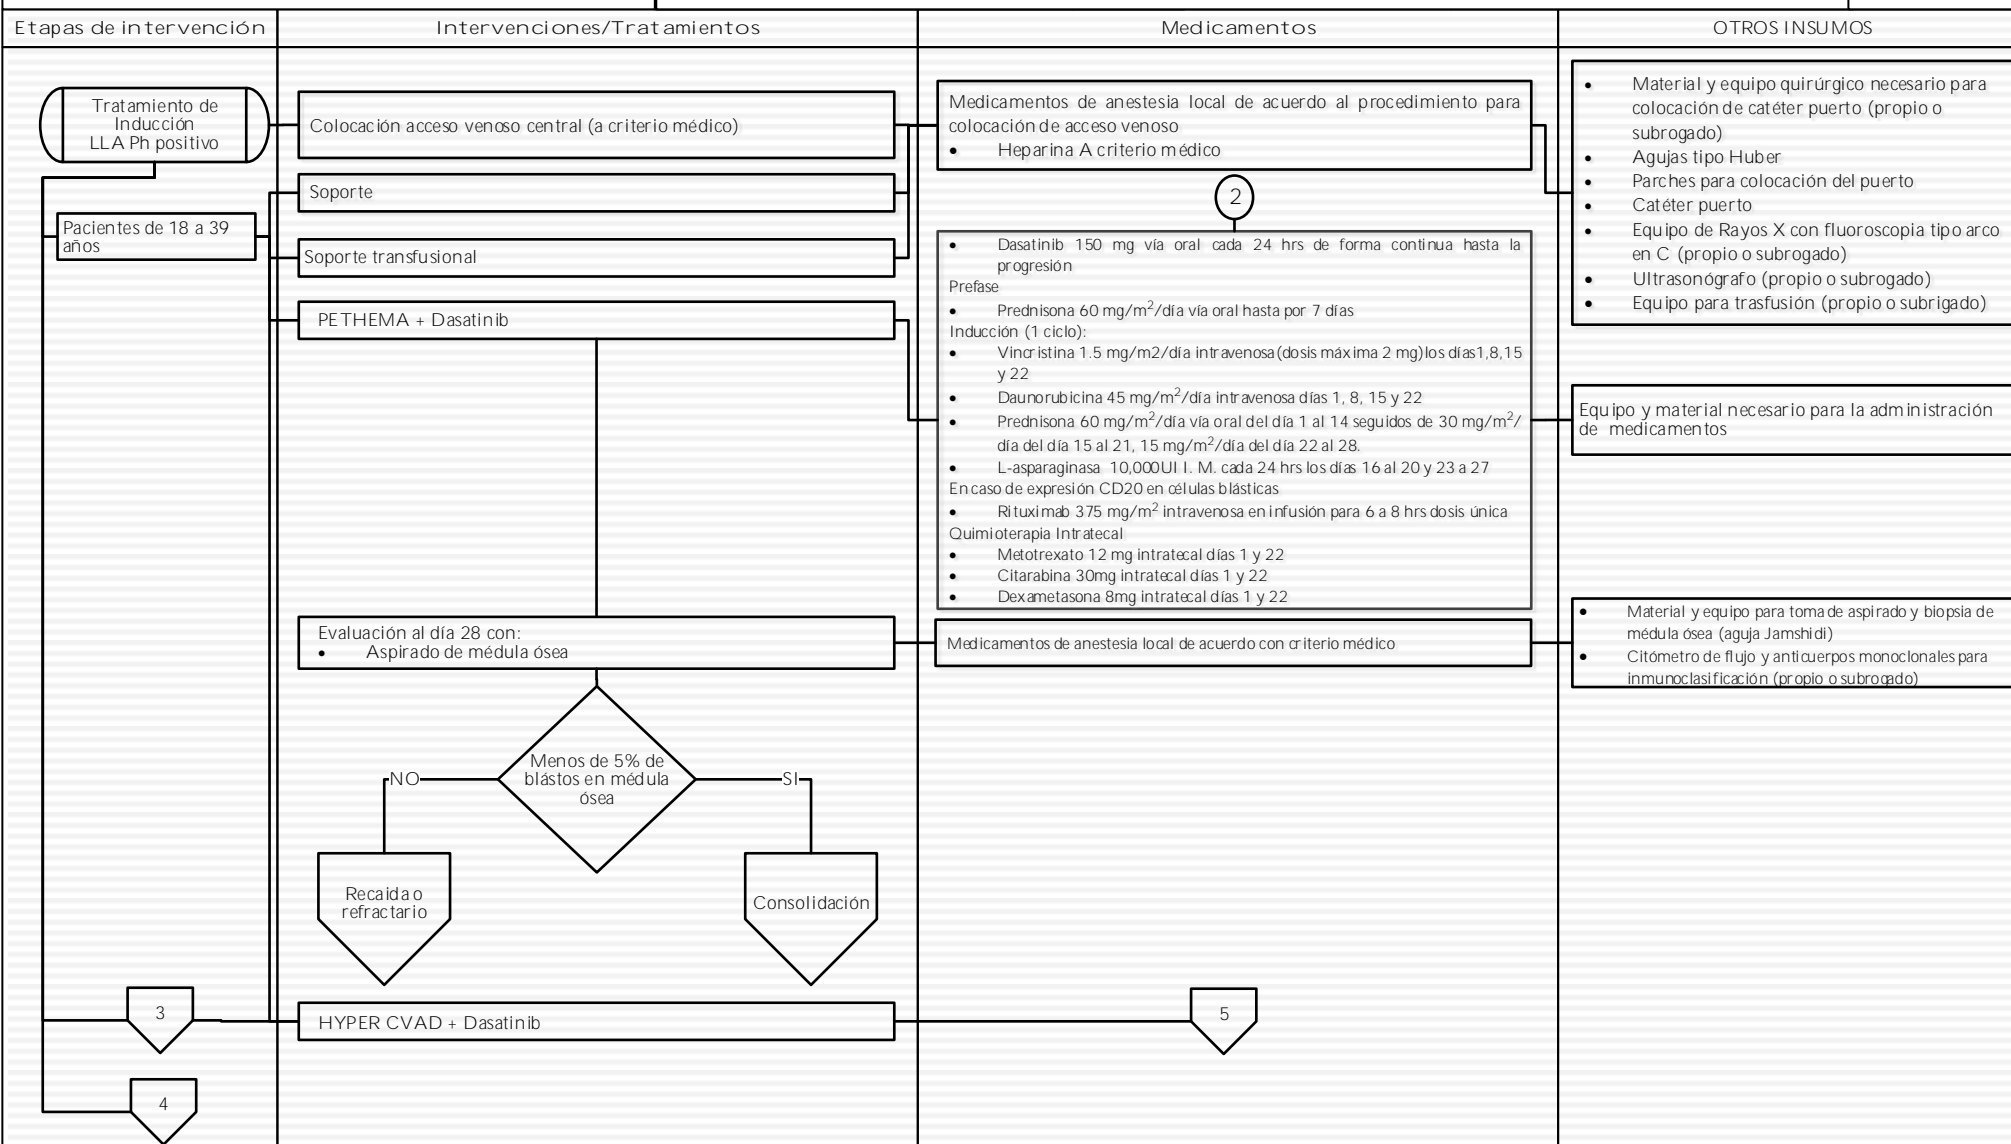 Etapas de intervención
Intervenciones/Tratamientos
Medicamentos
OTROS INSUMOS
Tratamiento de
Inducción
LLA Ph positivo
Pacientes de 18 a 39
años
3
4
Colocación acceso venoso central (a criterio médico)
Soporte
Soporte transfusional
PETHEMA + Dasatinib
Evaluación al día 28 con:
• Aspirado de médula ósea
Menos de 5% de
blástos en médula
ósea
NO
SI
Recaida o
refractario
Consolidación
HYPER CVAD + Dasatinib
Medicamentos de anestesia local de acuerdo al procedimiento para
colocación de acceso venoso
• Heparina A criterio médico
2
• Dasatinib 150 mg vía oral cada 24 hrs de forma continua hasta la
progresión
Prefase
• Prednisona 60 mg/m²/día vía oral hasta por 7 días
Inducción (1 ciclo):
• Vincristina 1.5 mg/m2/día intravenosa(dosis máxima 2 mg)los días1,8,15
y 22
• Daunorubicina 45 mg/m²/día intravenosa días 1, 8, 15 y 22
• Prednisona 60 mg/m²/día vía oral del día 1 al 14 seguidos de 30 mg/m²/
día del día 15 al 21, 15 mg/m²/día del día 22 al 28.
• L-asparaginasa 10,000UI I. M. cada 24 hrs los días 16 al 20 y 23 a 27
En caso de expresión CD20 en células blásticas
• Rituximab 375 mg/m² intravenosa en infusión para 6 a 8 hrs dosis única
Quimioterapia Intratecal
• Metotrexato 12 mg intratecal días 1 y 22
• Citarabina 30mg intratecal días 1 y 22
• Dexametasona 8mg intratecal días 1 y 22
Medicamentos de anestesia local de acuerdo con criterio médico
5
• Material y equipo quirúrgico necesario para
colocación de catéter puerto (propio o
subrogado)
• Agujas tipo Huber
• Parches para colocación del puerto
• Catéter puerto
• Equipo de Rayos X con fluoroscopia tipo arco
en C (propio o subrogado)
• Ultrasonógrafo (propio o subrogado)
• Equipo para trasfusión (propio o subrigado)
Equipo y material necesario para la administración
de medicamentos
• Material y equipo para toma de aspirado y biopsia de
médula ósea (aguja Jamshidi)
• Citómetro de flujo y anticuerpos monoclonales para
inmunoclasificación (propio o subrogado)